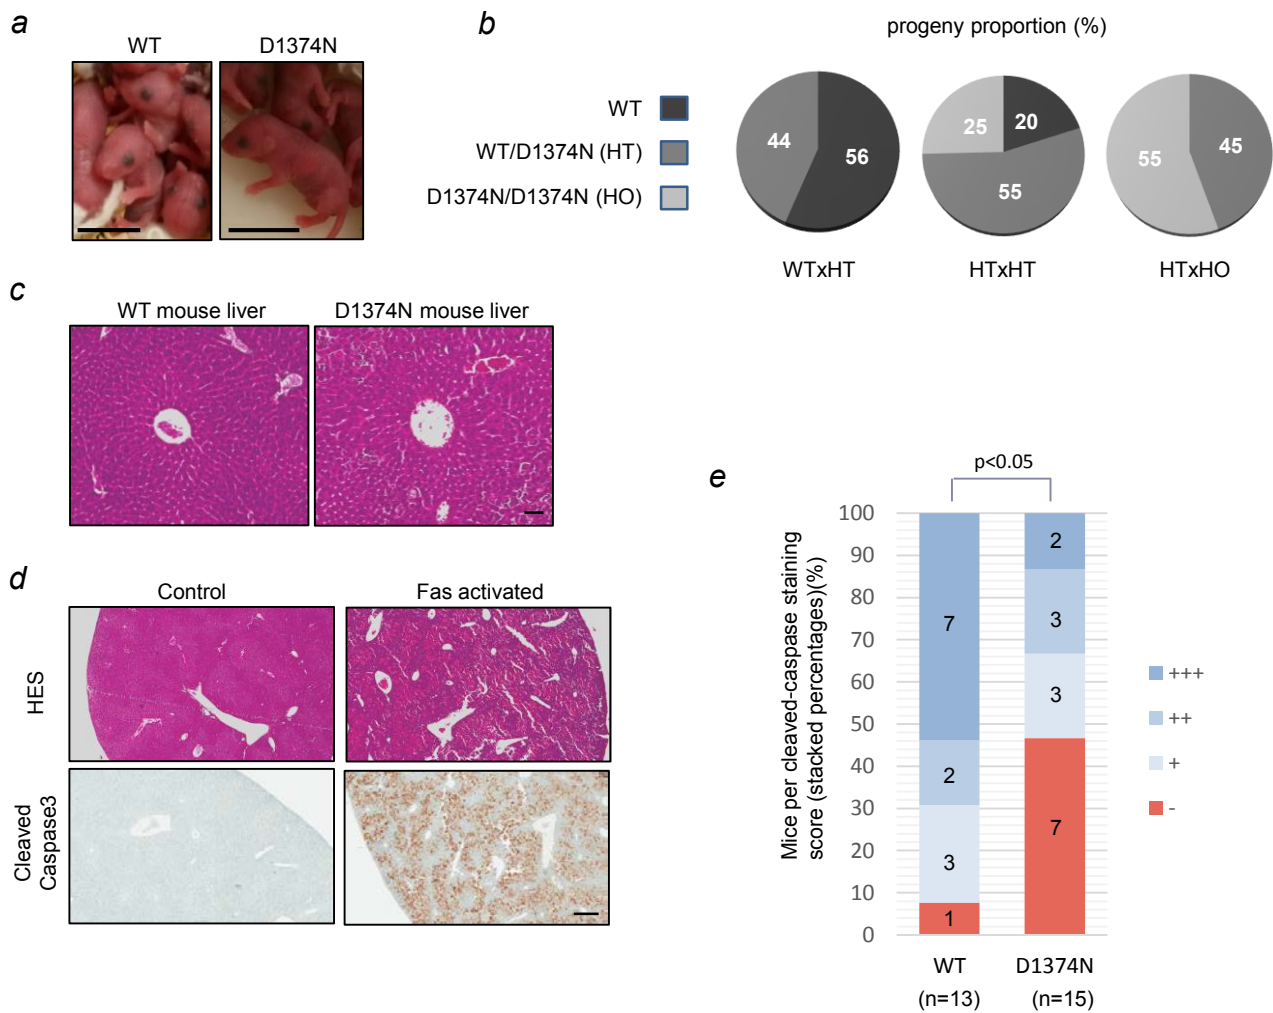 a
WT
D1374N
b
progeny proportion (%)
WT
WT/D1374N (HT)
D1374N/D1374N (HO)
44
56
25
20
55
55
45
WTxHT
HTxHT
HTxHO
c
WT mouse liver
D1374N mouse liver
d
Control
Fas activated
HES
Cleaved
Caspase3
e
p<0.05
Mice per cleaved-caspase staining
score (stacked percentages)(%)
100
90
80
70
60
50
40
30
20
10
0
7
2
3
1
2
3
3
7
+++
++
+
-
WT
D1374N
(n=13)
(n=15)